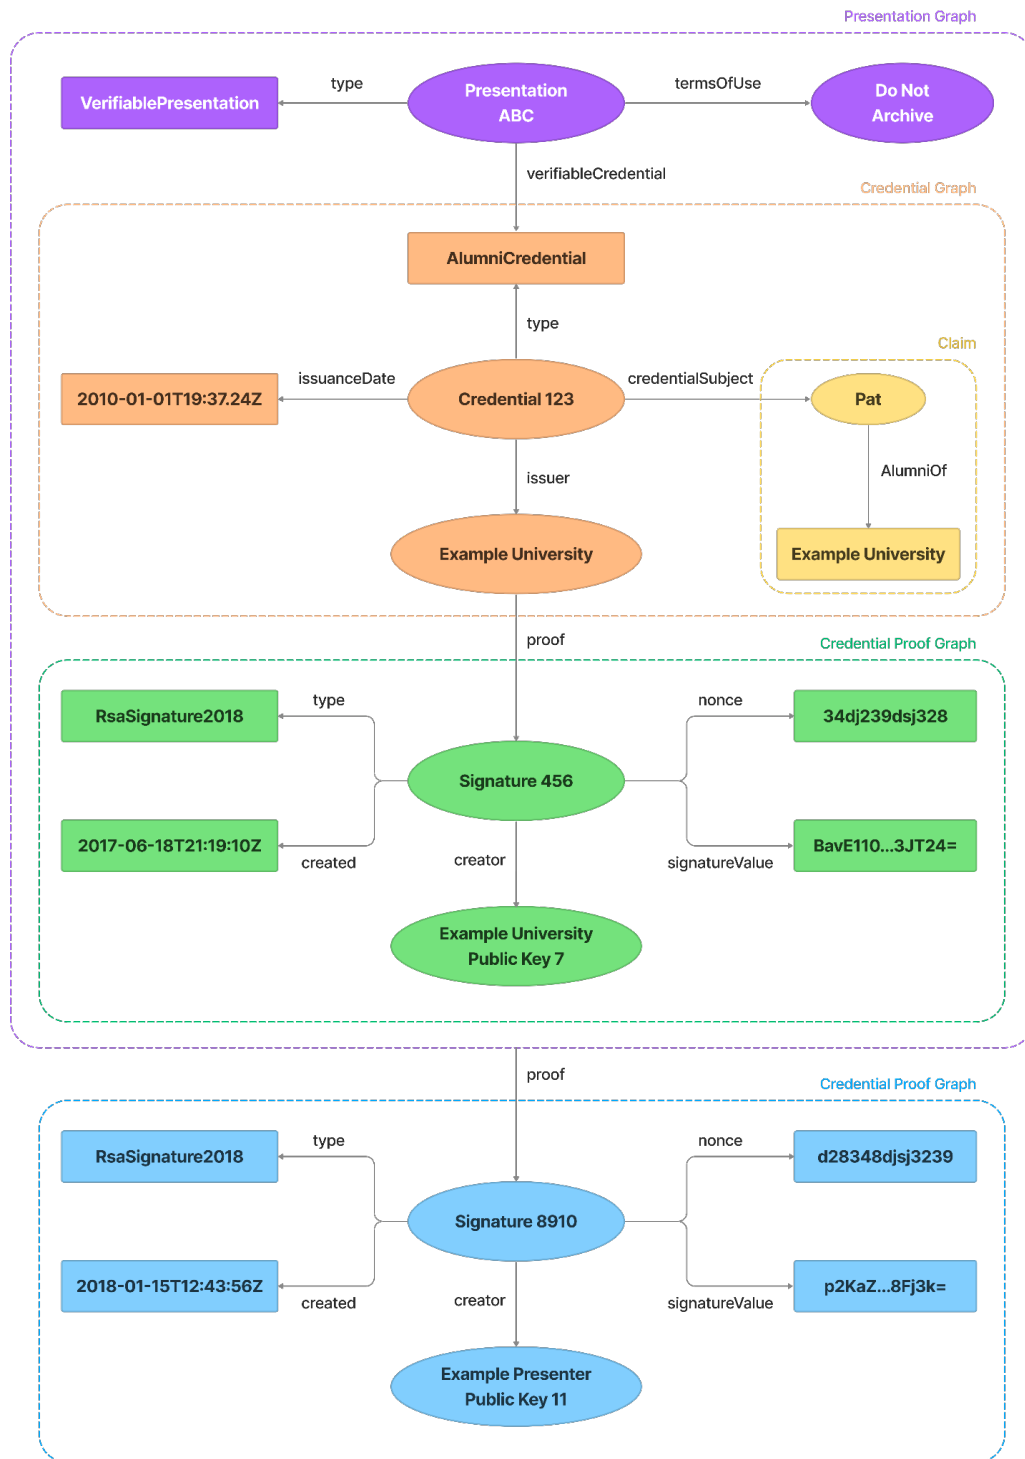 Presentation Graph
type
termsOfUse
VerifiablePresentation
Presentation
ABC
Do Not
Archive
verifiableCredential
Credential Graph
AlumniCredential
type
Claim
issuanceDate
credentialSubject
2010-01-01T19:37.24Z
Credential 123
Pat
issuer
AlumniOf
Example University
Example University
proof
Credential Proof Graph
type
nonce
RsaSignature2018
34dj239dsj328
Signature 456
2017-06-18T21:19:10Z
BavE110...3JT24=
created
creator
signatureValue
Example University
Public Key 7
proof
Credential Proof Graph
type
nonce
RsaSignature2018
d28348djsj3239
Signature 8910
2018-01-15T12:43:56Z
p2KaZ...8Fj3k=
created
creator
signatureValue
Example Presenter
Public Key 11